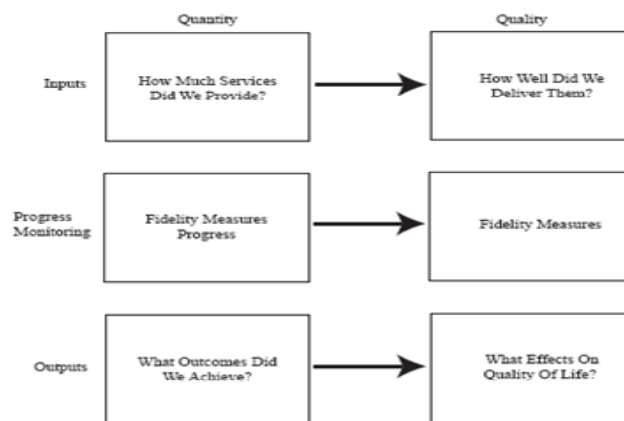 Quantity
Quality
Inputs
How Much Services
Did We Provide?
How Well Did We
Deliver Them?
Progress
Monitoring
Fidelity Measures
Progress
Fidelity Measures
Outputs
What Outcomes Did
We Achieve?
What Effects On
Quality Of Life?